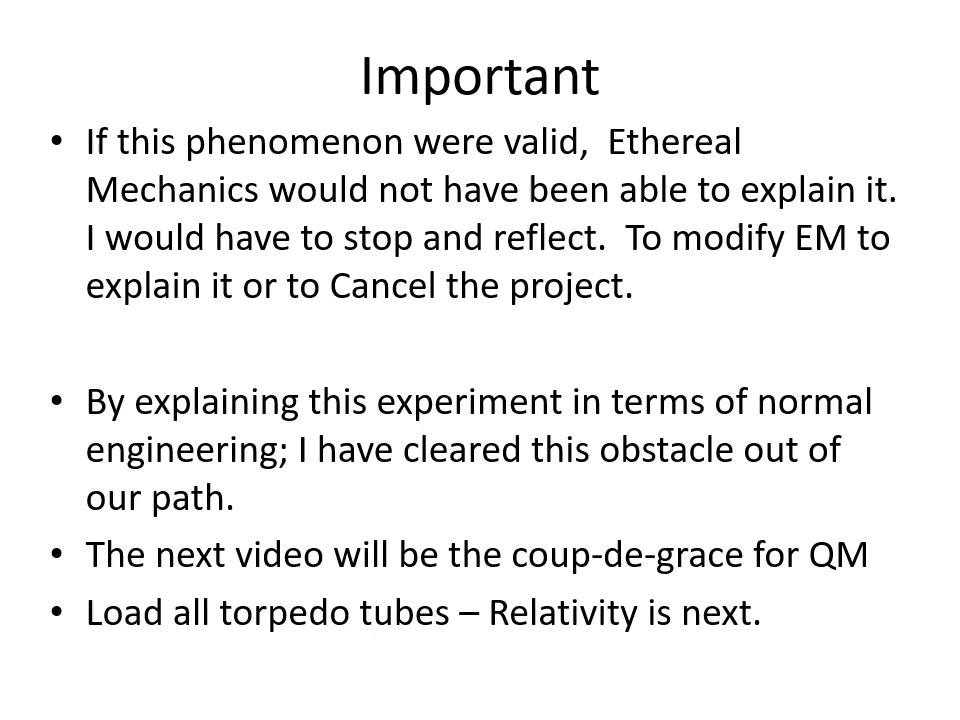 Important
• If this phenomenon were valid,  Ethereal
Mechanics would not have been able to explain it.
I would have to stop and reflect.  To modify EM to
explain it or to Cancel the project.
• By explaining this experiment in terms of normal
engineering; I have cleared this obstacle out of
our path.
• The next video will be the coup-de-grace for QM
• Load all torpedo tubes – Relativity is next.